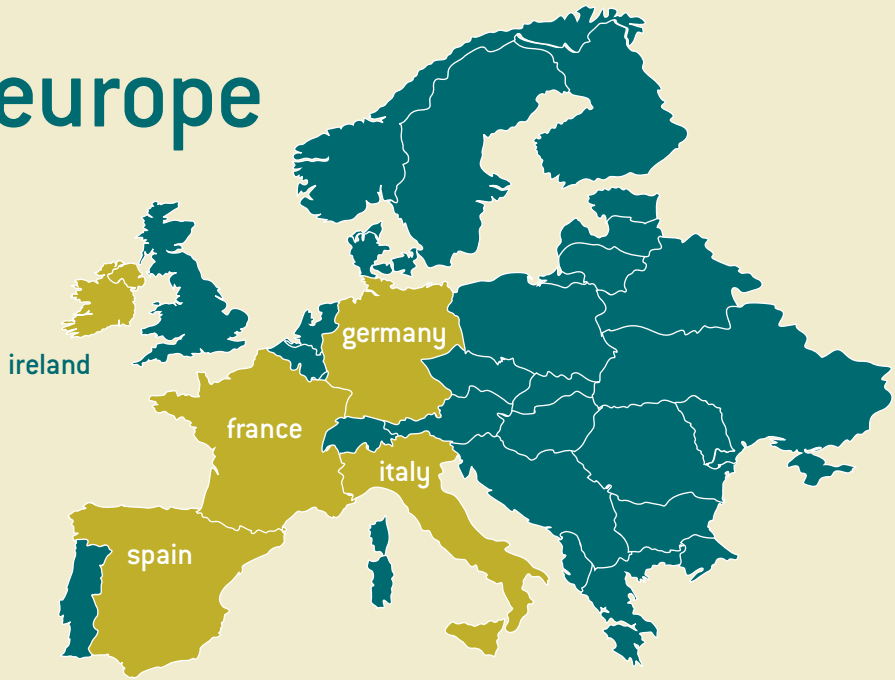 europe
germany
ireland
france
italy
spain